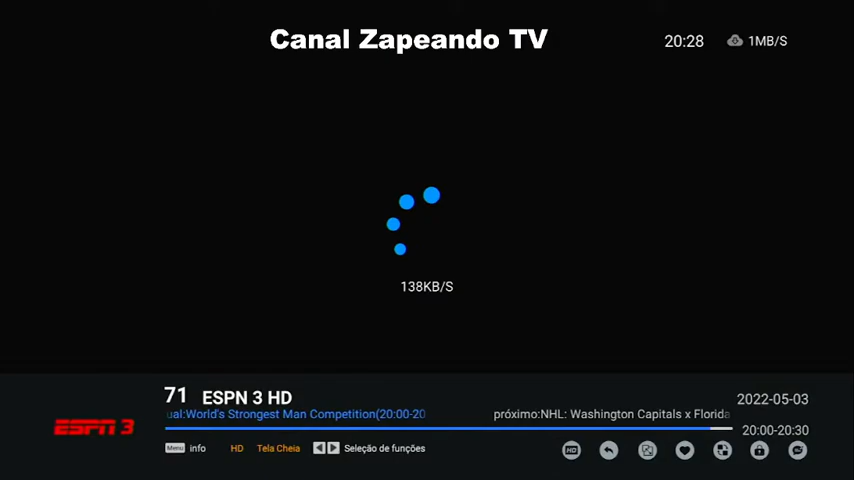 Canal Zapeando TV
20:28
1MB/S
138KB/S
71 ESPN 3 HD
2022-05-03
ual:World's Strongest Man Competition(20:00-20
próximo:NHL: Washington Capitals x Florida
ESPN 3
20:00-20:30
Menu info HD Tela Cheia Seleção de funções
HD